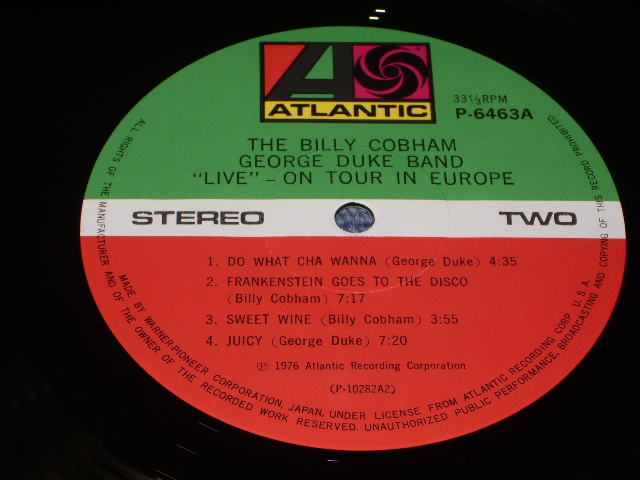 ATLANTIC
33⅓RPM
P-6463A
THE BILLY COBHAM
GEORGE DUKE BAND
"LIVE" – ON TOUR IN EUROPE
STEREO
TWO
1. DO WHAT CHA WANNA (George Duke) 4:35
2. FRANKENSTEIN GOES TO THE DISCO
(Billy Cobham) 7:17
3. SWEET WINE (Billy Cobham) 3:55
4. JUICY (George Duke) 7:20
Ⓟ 1976 Atlantic Recording Corporation
(P-10282A2)
ALL RIGHTS OF THE MANUFACTURER AND OF THE OWNER OF THE RECORDED WORK RESERVED. UNAUTHORIZED PUBLIC PERFORMANCE, BROADCASTING AND COPYING OF THIS RECORD PROHIBITED
MADE BY WARNER-PIONEER CORPORATION, JAPAN, UNDER LICENSE FROM ATLANTIC RECORDING CORP. U.S.A.